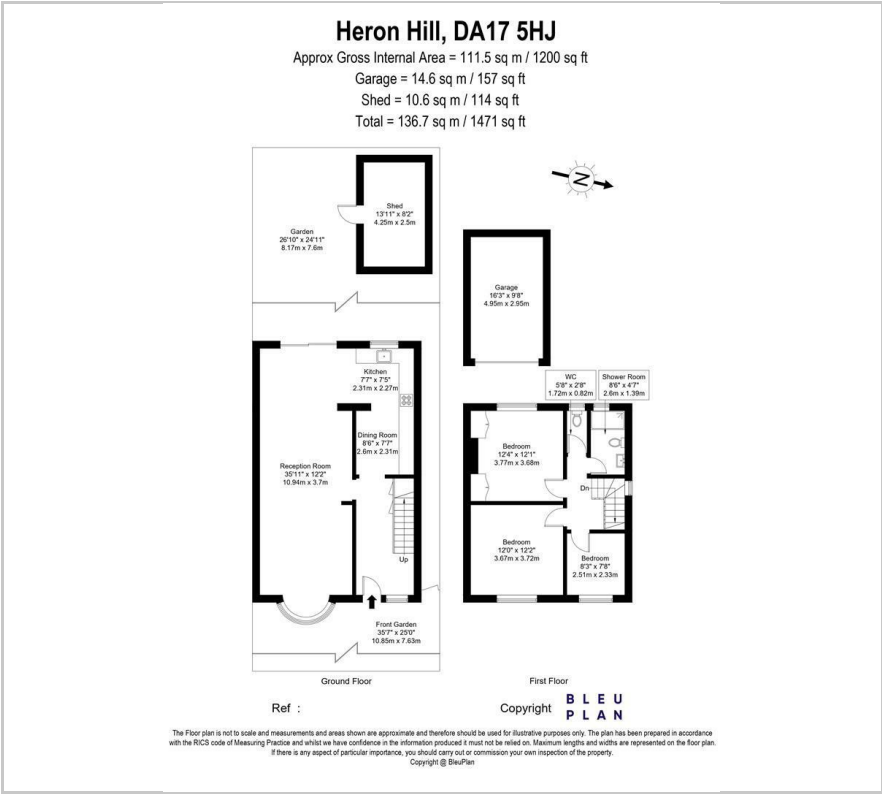 Heron Hill, DA17 5HJ
Approx Gross Internal Area = 111.5 sq m / 1200 sq ft
Garage = 14.6 sq m / 157 sq ft
Shed = 10.6 sq m / 114 sq ft
Total = 136.7 sq m / 1471 sq ft
N
Shed
13'11" x 8'2"
4.25m x 2.5m
Garden
26'10" x 24'11"
8.17m x 7.6m
Garage
16'3" x 9'8"
4.95m x 2.95m
Kitchen
7'7" x 7'5"
2.31m x 2.27m
Dining Room
8'6" x 7'7"
2.6m x 2.31m
Reception Room
35'11" x 12'2"
10.94m x 3.7m
Up
Front Garden
35'7" x 25'0"
10.85m x 7.63m
Ground Floor
WC
5'8" x 2'8"
1.72m x 0.82m
Shower Room
8'6" x 4'7"
2.6m x 1.39m
Bedroom
12'4" x 12'1"
3.77m x 3.68m
Dn
Bedroom
12'0" x 12'2"
3.67m x 3.72m
Bedroom
8'3" x 7'8"
2.51m x 2.33m
First Floor
Ref :
Copyright
BLEU
PLAN
The Floor plan is not to scale and measurements and areas shown are approximate and therefore should be used for illustrative purposes only. The plan has been prepared in accordance
with the RICS code of Measuring Practice and whilst we have confidence in the information produced it must not be relied on. Maximum lengths and widths are represented on the floor plan.
If there is any aspect of particular importance, you should carry out or commission your own inspection of the property.
Copyright @ BleuPlan